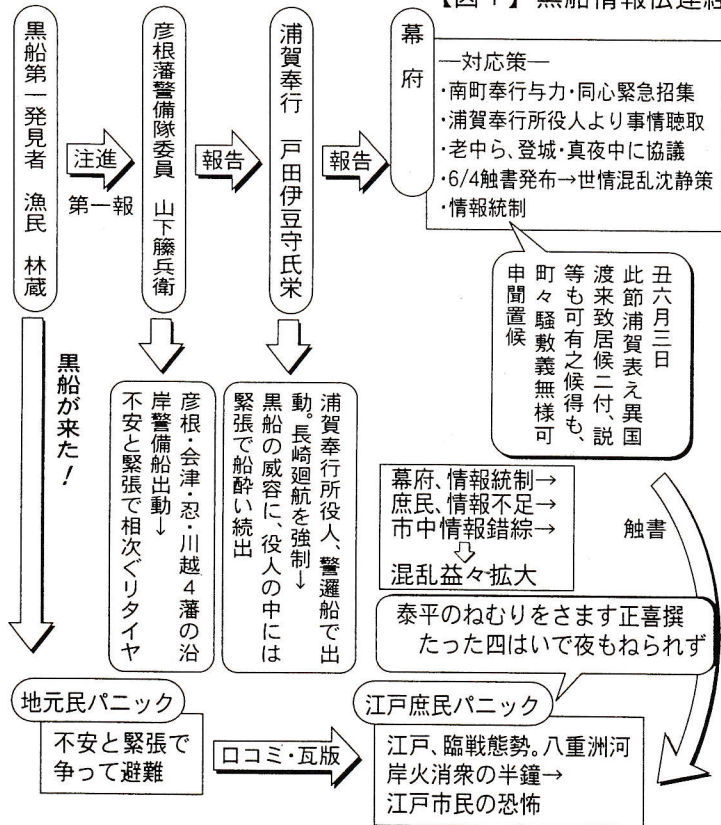 【図1】黒船情報伝達経
黒船第一発見者 漁民 林蔵
注進
第一報
彦根藩警備隊委員 山下籐兵衛
報告
浦賀奉行 戸田伊豆守氏栄
報告
幕府
―対応策―
・南町奉行与力・同心緊急招集
・浦賀奉行所役人より事情聴取
・老中ら、登城・真夜中に協議
・6/4触書発布→世情混乱沈静策
・情報統制
丑六月三日
此節浦賀表え異国
渡来致居候ニ付、説
等も可有之候得も、
町々騒敷義無様可
申聞置候
黒船が来た!
彦根・会津・忍・川越4藩の沿
岸警備船出動→
不安と緊張で相次ぐリタイヤ
浦賀奉行所役人、警邏船で出
動。長崎廻航を強制→
黒船の威容に、役人の中には
緊張で船酔い続出
幕府、情報統制→
庶民、情報不足→
市中情報錯綜→
混乱益々拡大
触書
泰平のねむりをさます正喜撰
たった四はいで夜もねられず
地元民パニック
不安と緊張で
争って避難
口コミ・瓦版
江戸庶民パニック
江戸、臨戦態勢。八重洲河
岸火消衆の半鐘→
江戸市民の恐怖